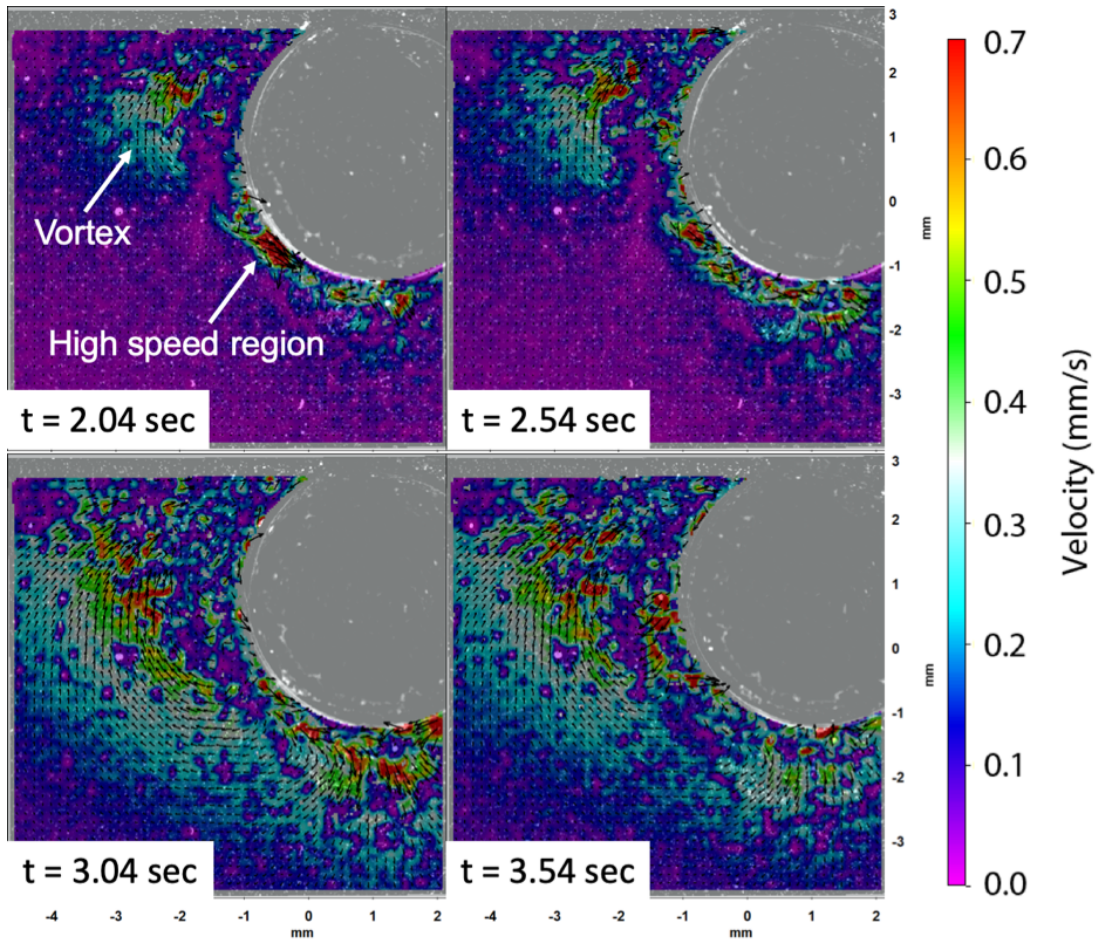 3
2
1
0
mm
-1
-2
-3
Vortex
High speed region
t = 2.04 sec
t = 2.54 sec
3
2
1
0
mm
-1
-2
-3
t = 3.04 sec
t = 3.54 sec
-4 -3 -2 -1 0 1 2
mm
-4 -3 -2 -1 0 1 2
mm
0.7
0.6
0.5
0.4
0.3
0.2
0.1
0.0
Velocity (mm/s)